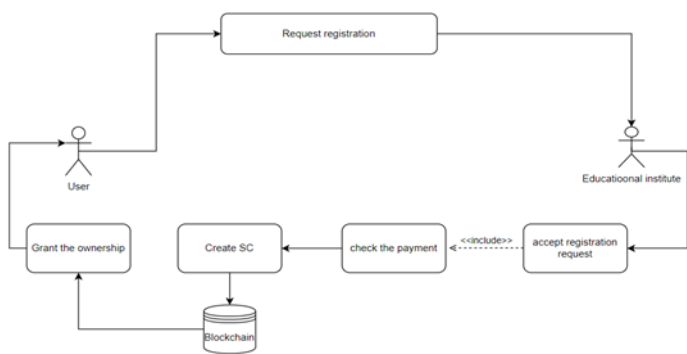 Request registration
User
Educatioonal institute
Grant the ownership
Create SC
check the payment
<<include>>
accept registration
request
Blockchain